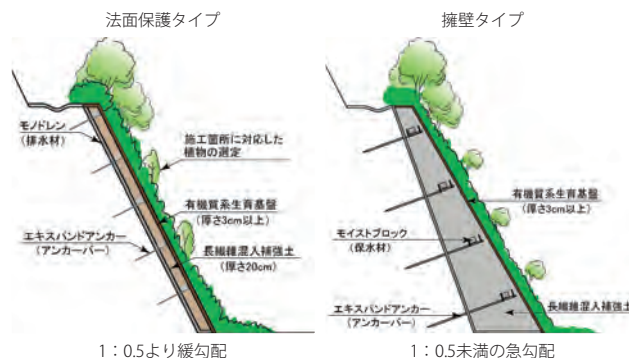 法面保護タイプ
モノドレン
(排水材)
施工箇所に対応した
植物の選定
有機質系生育基盤
(厚さ3cm以上)
エキスパンドアンカー
(アンカーバー)
長繊維混入補強土
(厚さ20cm)
1：0.5より緩勾配
擁壁タイプ
有機質系生育基盤
(厚さ3cm以上)
モイストブロック
(保水材)
エキスパンドアンカー
(アンカーバー)
長繊維混入補強土
1：0.5未満の急勾配